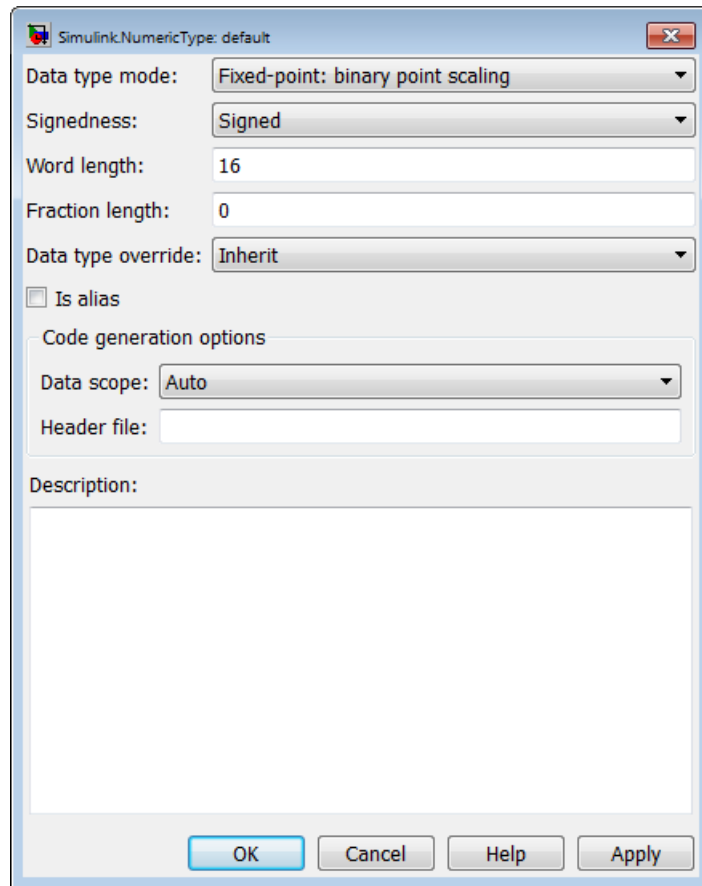 Simulink.NumericType: default
Data type mode: Fixed-point: binary point scaling
Signedness: Signed
Word length: 16
Fraction length: 0
Data type override: Inherit
Is alias
Code generation options
Data scope: Auto
Header file:
Description:
OK Cancel Help Apply